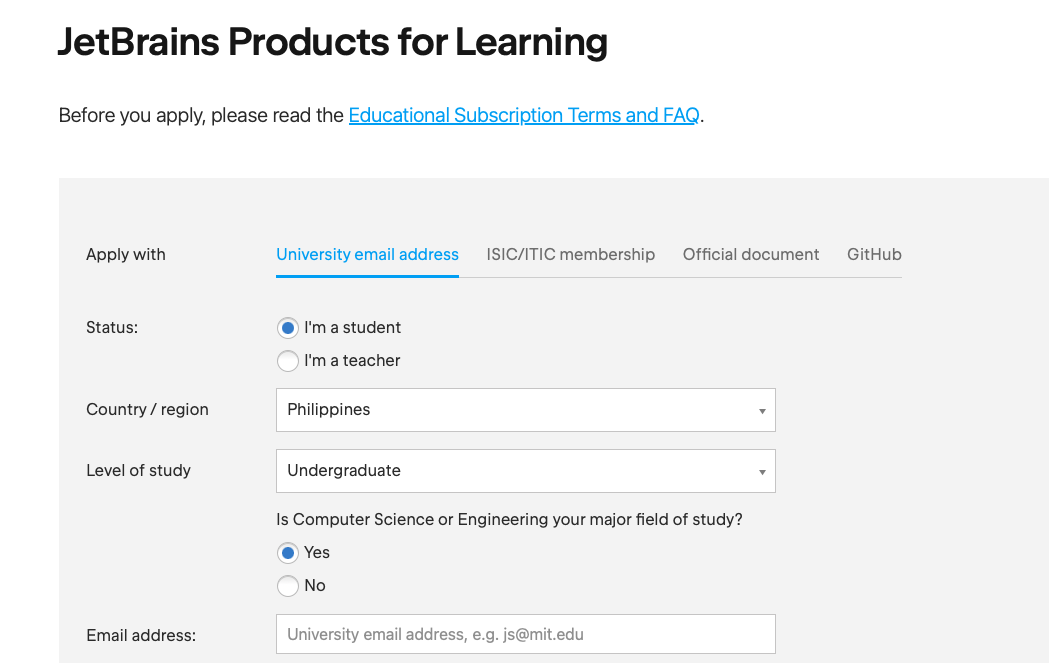 JetBrains Products for Learning
Before you apply, please read the Educational Subscription Terms and FAQ.
Apply with University email address ISIC/ITIC membership Official document GitHub
Status: I'm a student
I'm a teacher
Country / region Philippines
Level of study Undergraduate
Is Computer Science or Engineering your major field of study?
Yes
No
Email address: University email address, e.g. js@mit.edu